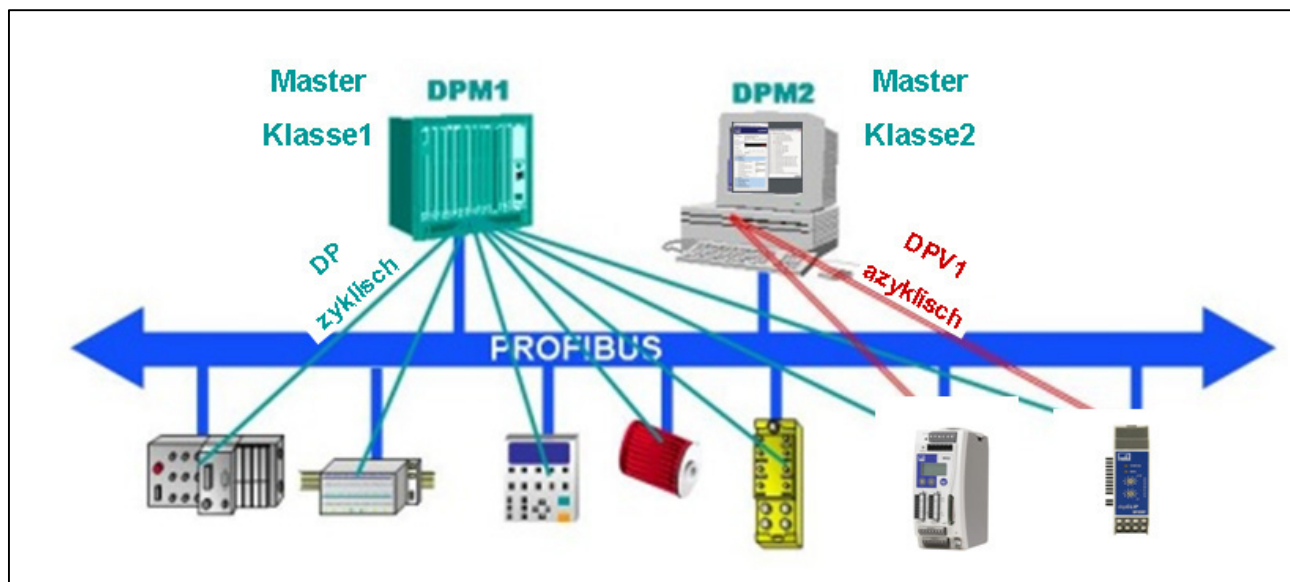 Master
Klasse1
DPM1
DPM2
Master
Klasse2
DP
zyklisch
DPV1
azyklisch
PROFIBUS